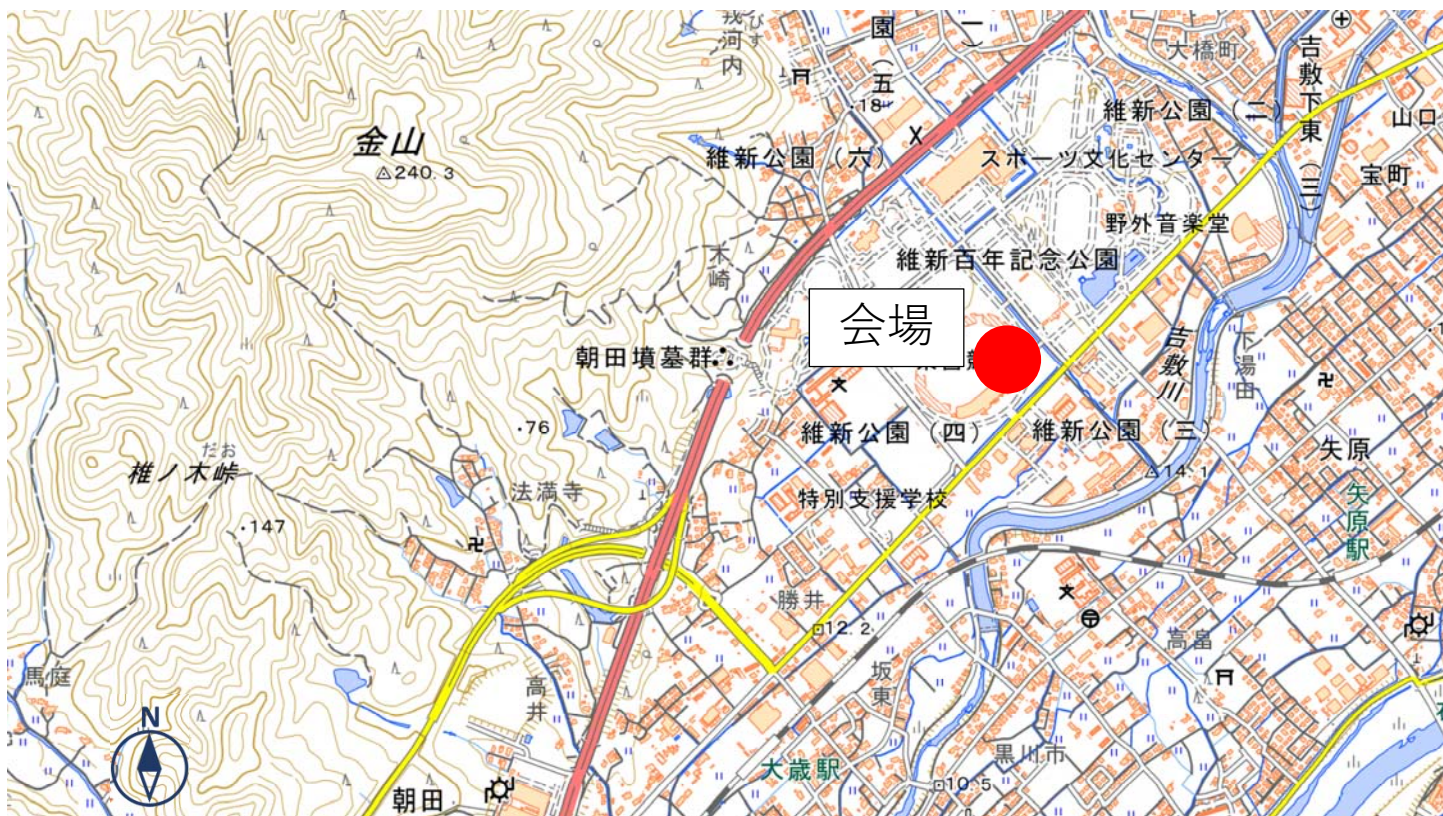 戎河内
びす
園(五)
(一)
大橋町
吉敷下東(三)
18
X
維新公園(二)
山口
金山
240.3
維新公園(六)
スポーツ文化センター
宝町
野外音楽堂
木崎
維新百年記念公園
会場
朝田墳墓群
吉敷川
下湯田
76
維新公園(四)
維新公園(三)
矢原
だお
椎ノ木峠
14.1
法満寺
特別支援学校
矢原駅
147
勝井
12.2
高畠
馬庭
高井
坂東
N
黒川市
大歳駅
10.5
朝田
26